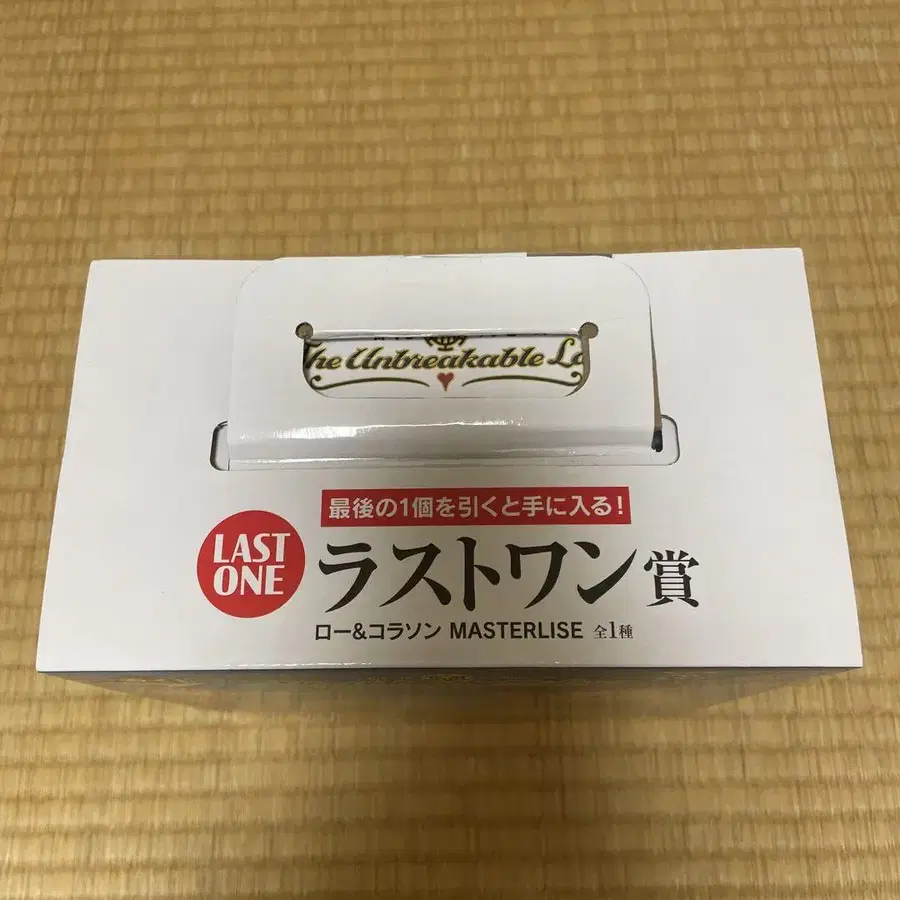 The Unbreakable
最後の1個を引くと手に入る!
LAST
ONE
ラストワン賞
ロー&コラソン MASTERLISE 全1種